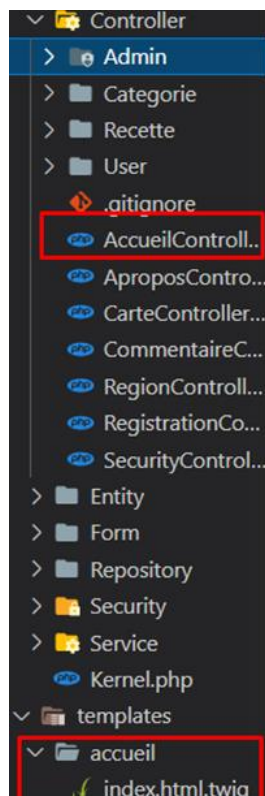 Controller
Admin
Categorie
Recette
User
.gitignore
AccueilControll..
AproposContro...
CarteController...
CommentaireC...
RegionControll...
RegistrationCo...
SecurityControl...
Entity
Form
Repository
Security
Service
Kernel.php
templates
accueil
index.html.twig